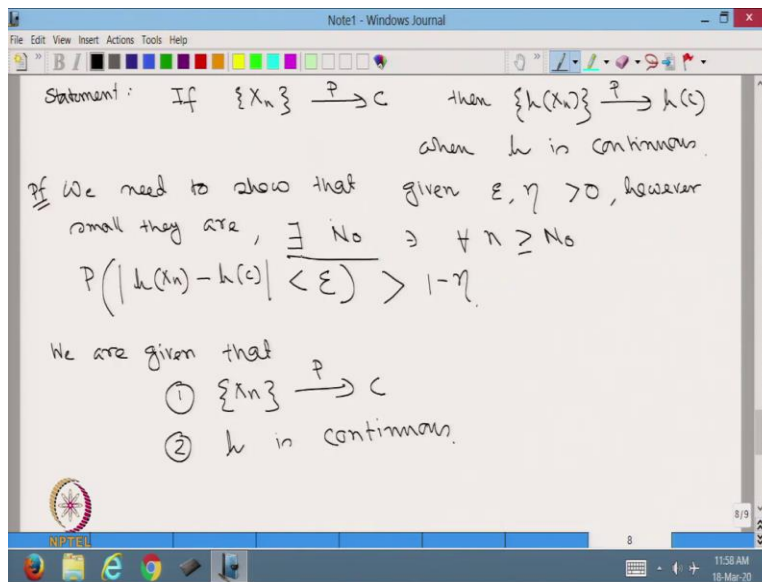 Note1 - Windows Journal
File Edit View Insert Actions Tools Help
B I
Statement: If {Xn} P→ C then {h(Xn)} P→ h(c)
when h is continuous.
Pf We need to show that given ε, η >0, however
small they are, ∃ No ∋ ∀ n ≥ No
P(|h(Xn) - h(c)| < ε) > 1-η.
We are given that
① {Xn} P→ C
② h is continuous.
NPTEL
8/9
8
11:58 AM
18-Mar-20